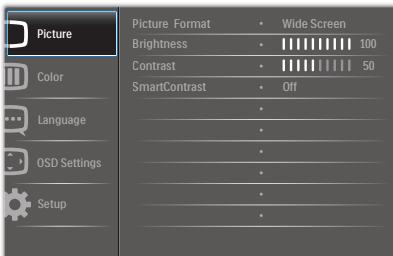 Picture
Color
Language
OSD Settings
Setup
Picture Format • Wide Screen
Brightness • 100
Contrast • 50
SmartContrast • Off
•
•
•
•
•
•